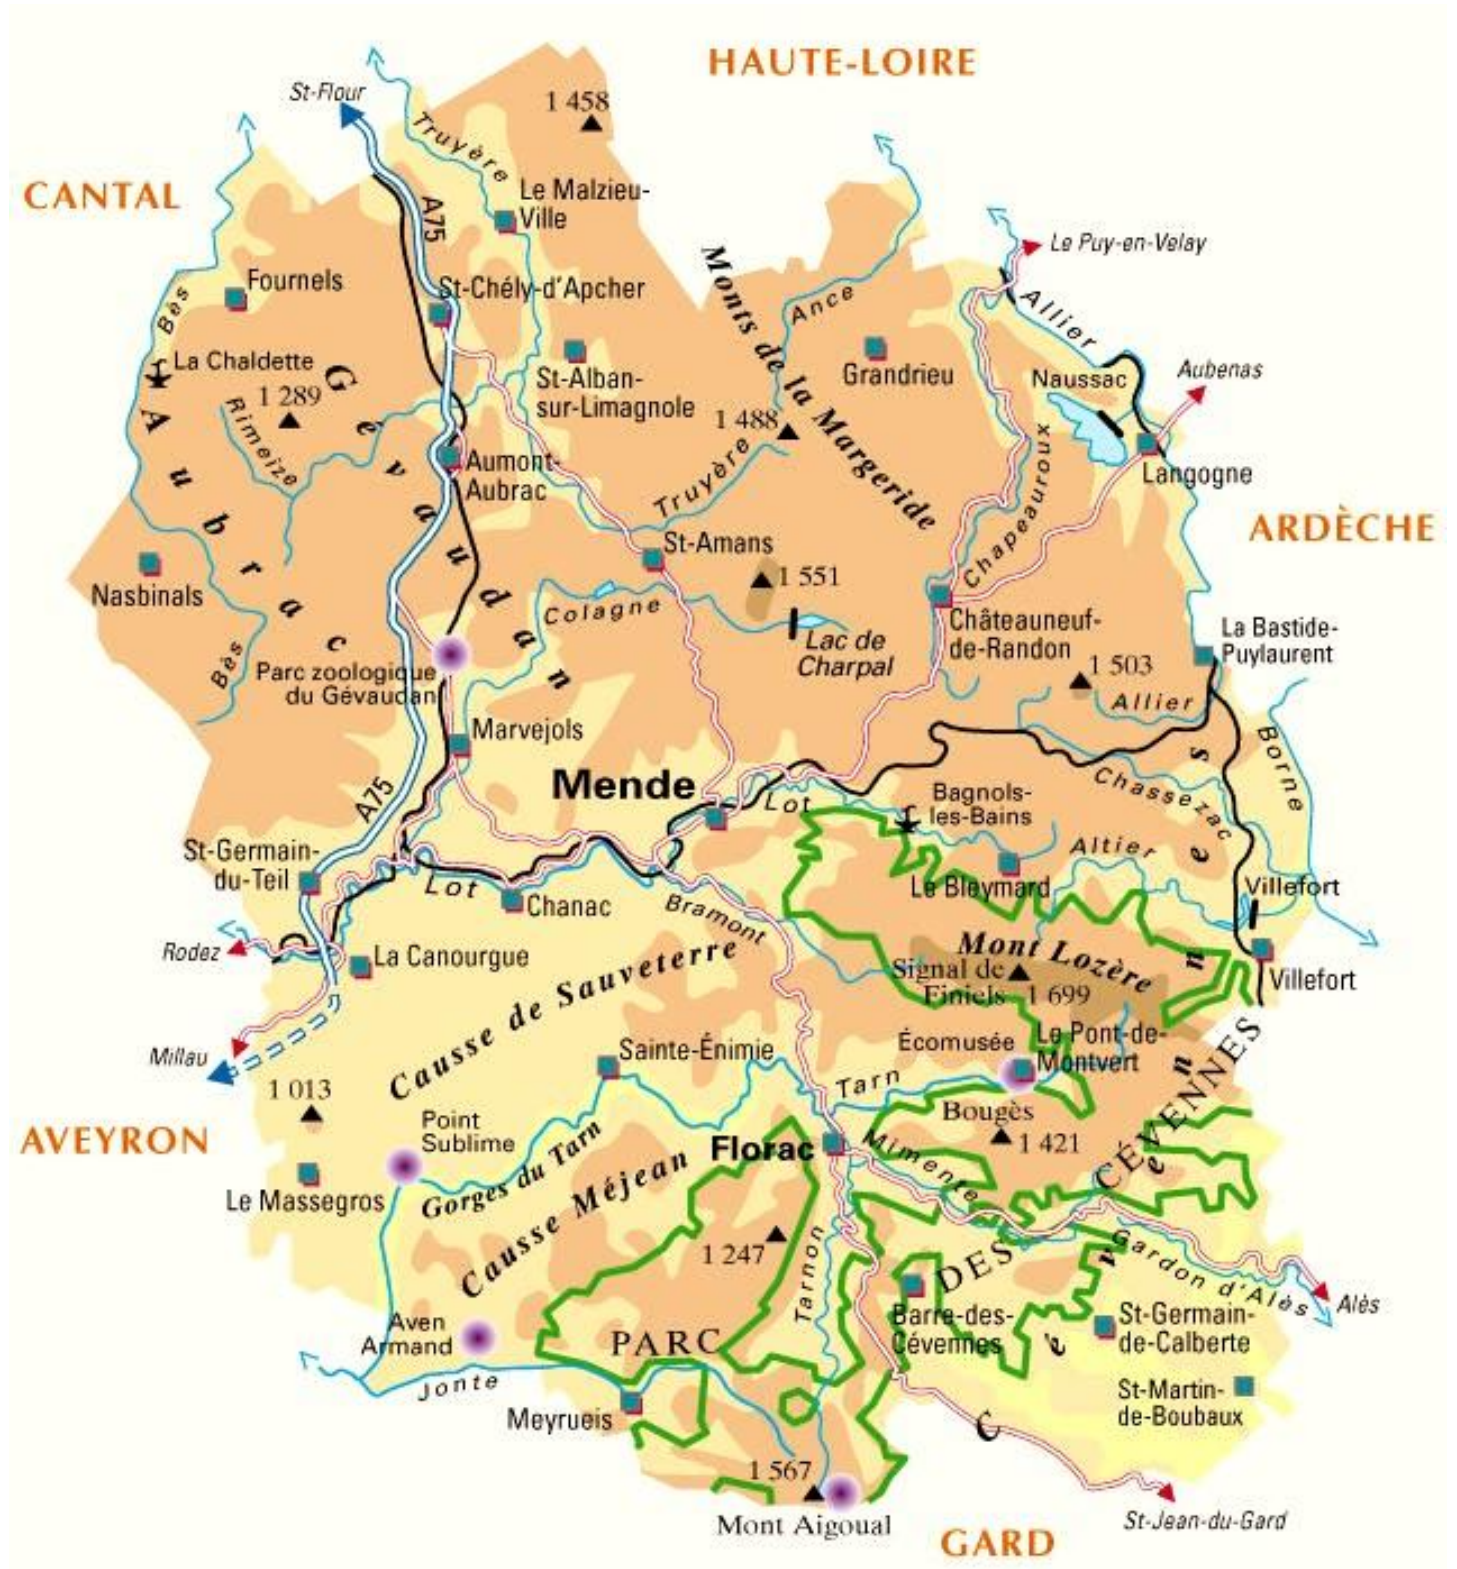 HAUTE-LOIRE
St-Flour
1 458
Truyère
CANTAL
Le Malzieu-
Ville
A75
Le Puy-en-Velay
Fournels
St-Chély-d'Apcher
Bès
Monts de la Margeride
Ance
Allier
La Chaldette
Gévaudan
1 289
St-Alban-
sur-Limagnole
Grandrieu
Naussac
Aubenas
Rimeize
Aubrac
1 488
Truyère
Aumont-
Aubrac
Chapeauroux
Langogne
ARDÈCHE
Nasbinals
St-Amans
1 551
Colagne
Lac de
Charpal
Châteauneuf-
de-Randon
La Bastide-
Puylaurent
Bès
Parc zoologique
du Gévaudan
1 503
Allier
Marvejols
Borne
Mende
A75
Lot
Bagnols-
les-Bains
Chassezac
St-Germain-
du-Teil
Altier
Lot
Le Bleymard
Villefort
Chanac
Bramont
Rodez
La Canourgue
Causse de Sauveterre
Mont Lozère
Signal de
Finiels
1 699
Villefort
Millau
Sainte-Énimie
Écomusée
Le Pont-de-
Montvert
1 013
Tarn
Bougès
1 421
AVEYRON
Point
Sublime
Gorges du Tarn
Florac
Mimente
Cévennes
Le Massegros
Causse Méjean
1 247
Tarnon
PARC
DES
CÉVENNES
Gardon d'Alès
Alès
Barre-des-
Cévennes
St-Germain-
de-Calberte
Aven
Armand
Jonte
Meyrueis
St-Martin-
de-Boubaux
1 567
Mont Aigoual
St-Jean-du-Gard
GARD